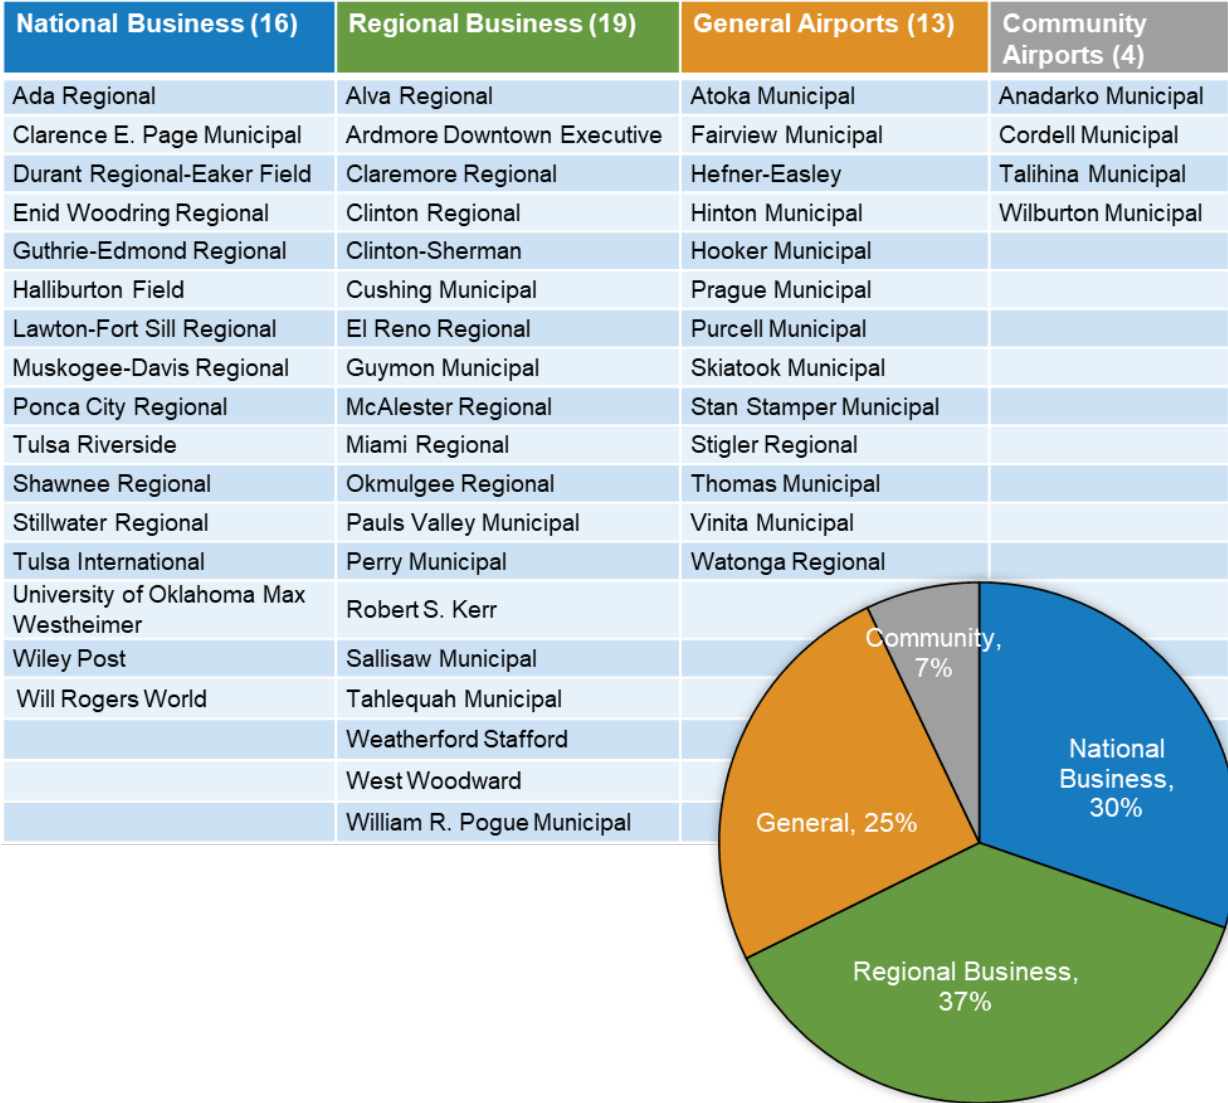 National Business (16)
Regional Business (19)
General Airports (13)
Community
Airports (4)
Ada Regional
Alva Regional
Atoka Municipal
Anadarko Municipal
Clarence E. Page Municipal
Ardmore Downtown Executive
Fairview Municipal
Cordell Municipal
Durant Regional-Eaker Field
Claremore Regional
Hefner-Easley
Talihina Municipal
Enid Woodring Regional
Clinton Regional
Hinton Municipal
Wilburton Municipal
Guthrie-Edmond Regional
Clinton-Sherman
Hooker Municipal
Halliburton Field
Cushing Municipal
Prague Municipal
Lawton-Fort Sill Regional
El Reno Regional
Purcell Municipal
Muskogee-Davis Regional
Guymon Municipal
Skiatook Municipal
Ponca City Regional
McAlester Regional
Stan Stamper Municipal
Tulsa Riverside
Miami Regional
Stigler Regional
Shawnee Regional
Okmulgee Regional
Thomas Municipal
Stillwater Regional
Pauls Valley Municipal
Vinita Municipal
Tulsa International
Perry Municipal
Watonga Regional
University of Oklahoma Max
Westheimer
Robert S. Kerr
Wiley Post
Sallisaw Municipal
Will Rogers World
Tahlequah Municipal
Weatherford Stafford
West Woodward
William R. Pogue Municipal
Community,
7%
National
Business,
30%
General, 25%
Regional Business,
37%